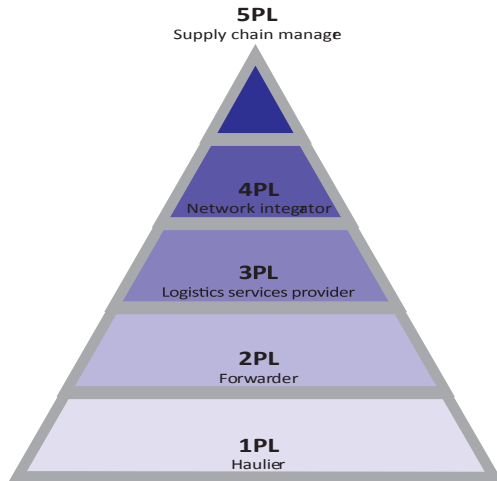 5PL
Supply chain manage
4PL
Network integrator
3PL
Logistics services provider
2PL
Forwarder
1PL
Haulier